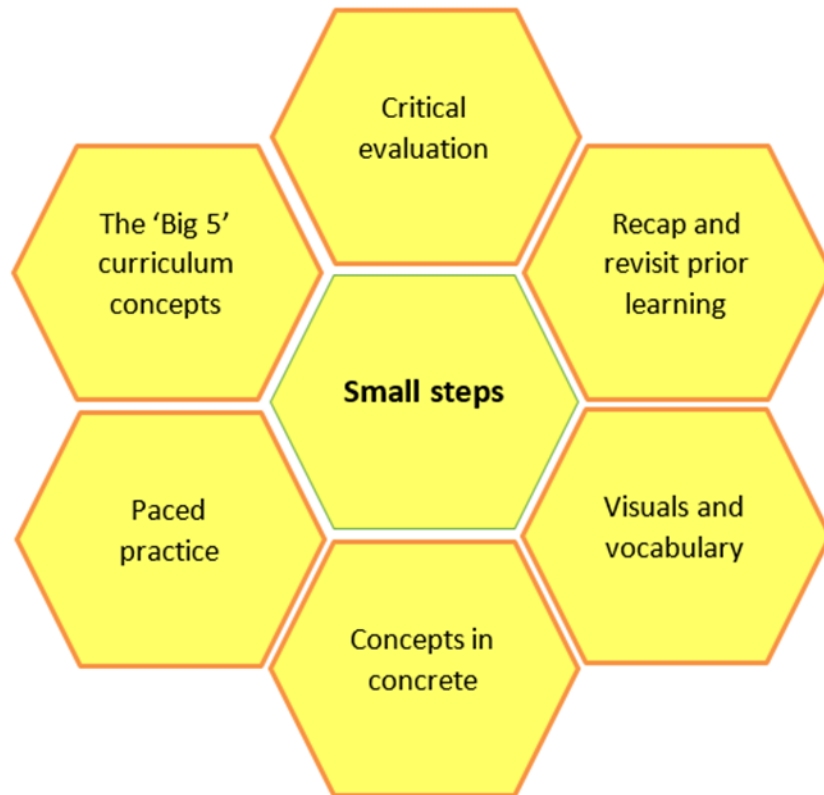 Critical
evaluation
The ‘Big 5’
curriculum
concepts
Recap and
revisit prior
learning
Small steps
Paced
practice
Visuals and
vocabulary
Concepts in
concrete